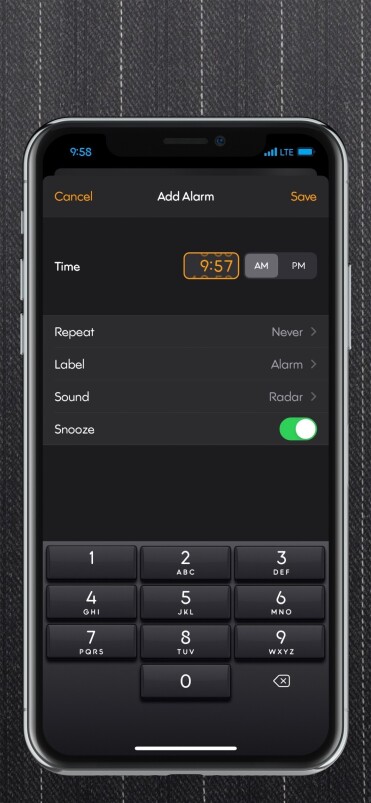 9:58 LTE
Cancel Add Alarm Save
Time 9:57 AM PM
Repeat Never
Label Alarm
Sound Radar
Snooze
1 2 3
ABC DEF
4 5 6
GHI JKL MNO
7 8 9
PQRS TUV WXYZ
0